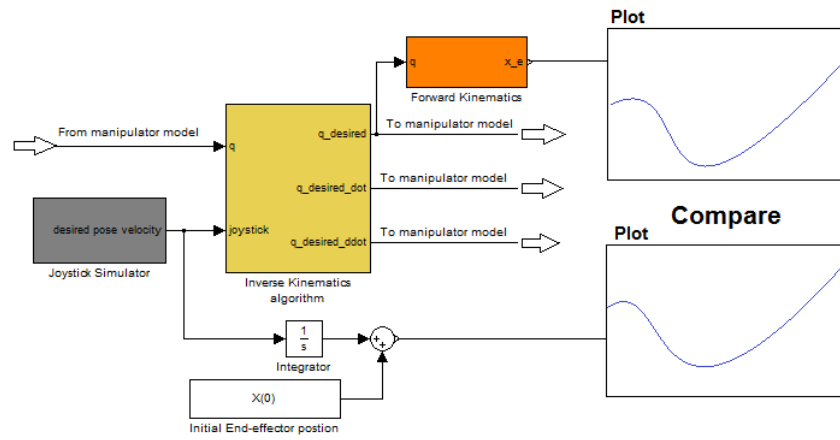 Plot
q
x_e
Forward Kinematics
From manipulator model
q
q_desired
To manipulator model
q_desired_dot
To manipulator model
desired pose velocity
joystick
q_desired_ddot
To manipulator model
Joystick Simulator
Inverse Kinematics
algorithm
Compare
Plot
1
s
Integrator
+
+
X(0)
Initial End-effector postion